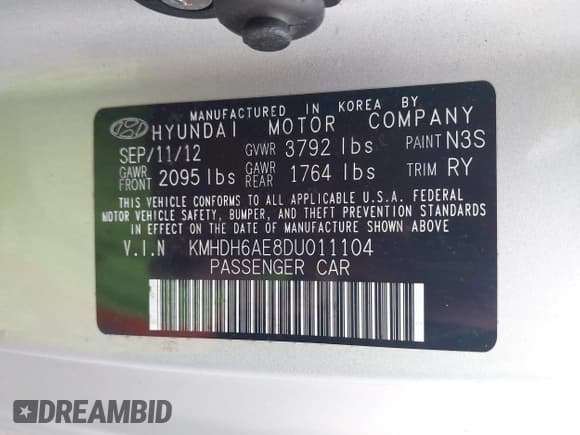 MANUFACTURED IN KOREA BY
HYUNDAI MOTOR COMPANY
SEP/11/12 GVWR 3792 lbs PAINT N3S
GAWR FRONT 2095 lbs GAWR REAR 1764 lbs TRIM RY
THIS VEHICLE CONFORMS TO ALL APPLICABLE U.S.A. FEDERAL
MOTOR VEHICLE SAFETY, BUMPER, AND THEFT PREVENTION STANDARDS
IN EFFECT ON THE DATE OF MANUFACTURE SHOWN ABOVE
V.I.N KMHDH6AE8DU011104
PASSENGER CAR
DREAMBID